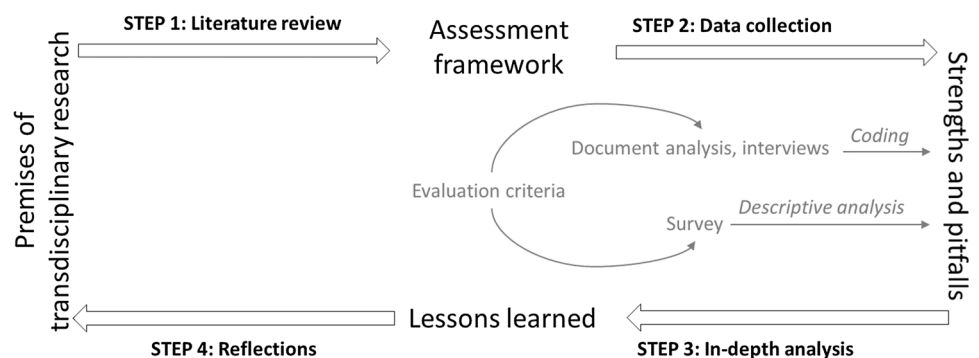 STEP 1: Literature review
Assessment
framework
STEP 2: Data collection
Premises of
transdisciplinary research
Strengths and pitfalls
Coding
Document analysis, interviews
Evaluation criteria
Descriptive analysis
Survey
Lessons learned
STEP 4: Reflections
STEP 3: In-depth analysis